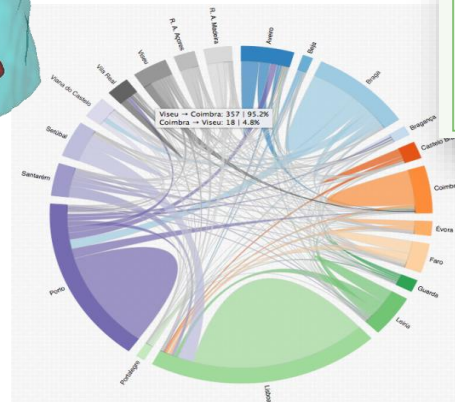 R. A. Madeira
Aveiro
Beja
Braga
Bragança
Castelo
Coimbra
Évora
Faro
Guarda
Leiria
Lisboa
Portalegre
Porto
Santarém
Setúbal
Viana do Castelo
Vila Real
Viseu
R. A. Açores
Viseu → Coimbra: 357 | 95.2%
Coimbra → Viseu: 18 | 4.8%